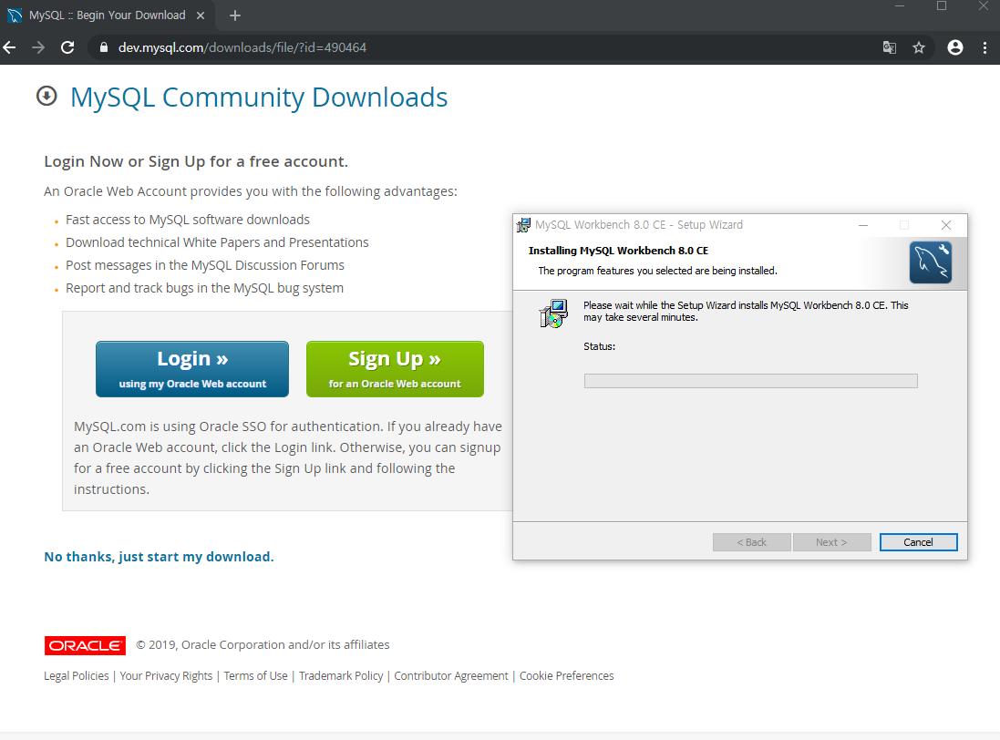 MySQL :: Begin Your Download
dev.mysql.com/downloads/file/?id=490464
MySQL Community Downloads
Login Now or Sign Up for a free account.
An Oracle Web Account provides you with the following advantages:
Fast access to MySQL software downloads
Download technical White Papers and Presentations
Post messages in the MySQL Discussion Forums
Report and track bugs in the MySQL bug system
Login »
using my Oracle Web account
Sign Up »
for an Oracle Web account
MySQL.com is using Oracle SSO for authentication. If you already have
an Oracle Web account, click the Login link. Otherwise, you can signup
for a free account by clicking the Sign Up link and following the
instructions.
No thanks, just start my download.
MySQL Workbench 8.0 CE - Setup Wizard
Installing MySQL Workbench 8.0 CE
The program features you selected are being installed.
Please wait while the Setup Wizard installs MySQL Workbench 8.0 CE. This
may take several minutes.
Status:
< Back
Next >
Cancel
ORACLE © 2019, Oracle Corporation and/or its affiliates
Legal Policies | Your Privacy Rights | Terms of Use | Trademark Policy | Contributor Agreement | Cookie Preferences